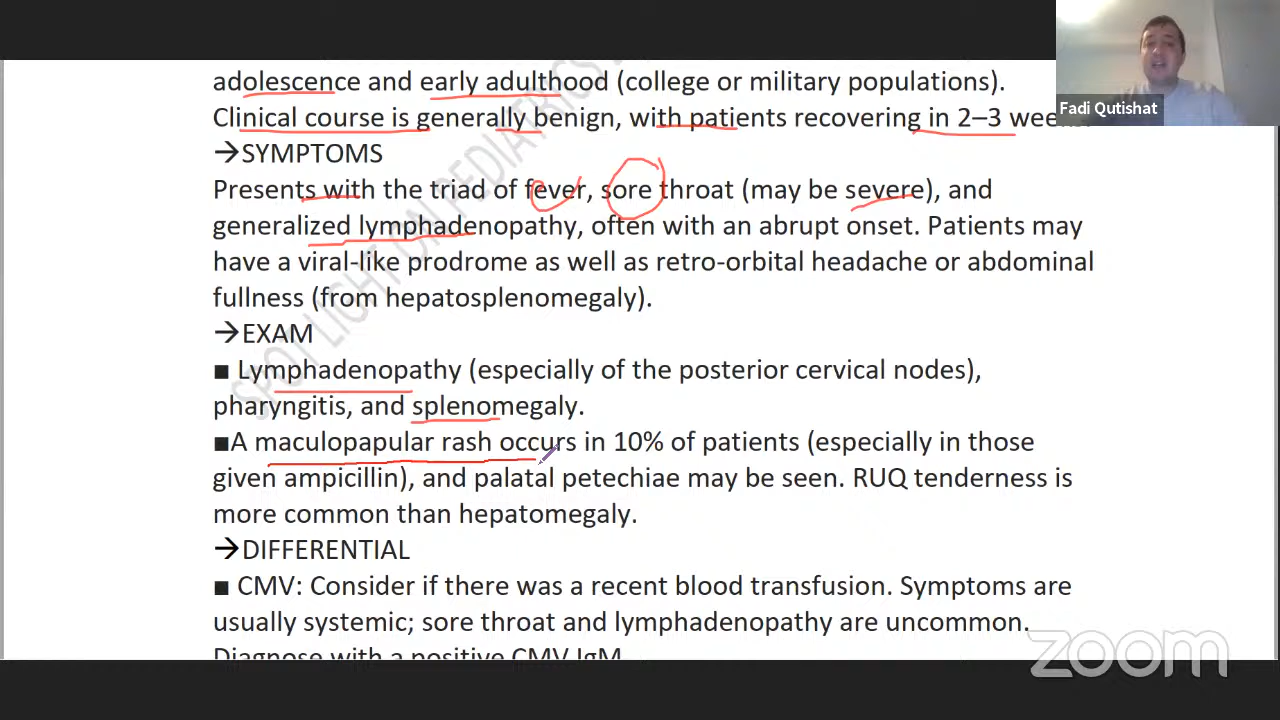 adolescence and early adulthood (college or military populations).
Fadi Qutishat
Clinical course is generally benign, with patients recovering in 2–3 weeks.
→SYMPTOMS
Presents with the triad of fever, sore throat (may be severe), and
generalized lymphadenopathy, often with an abrupt onset. Patients may
have a viral-like prodrome as well as retro-orbital headache or abdominal
fullness (from hepatosplenomegaly).
→EXAM
■ Lymphadenopathy (especially of the posterior cervical nodes),
pharyngitis, and splenomegaly.
■A maculopapular rash occurs in 10% of patients (especially in those
given ampicillin), and palatal petechiae may be seen. RUQ tenderness is
more common than hepatomegaly.
→DIFFERENTIAL
■ CMV: Consider if there was a recent blood transfusion. Symptoms are
usually systemic; sore throat and lymphadenopathy are uncommon.
Diagnose with a positive CMV IgM
SPOT LIGHT ON PEDIATRICS
zoom